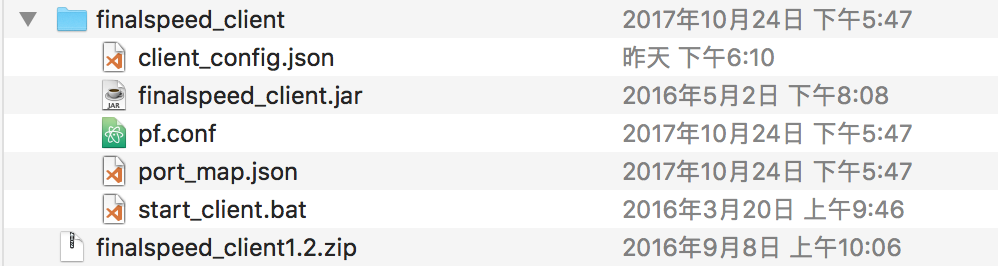 finalspeed_client 2017年10月24日 下午5:47
client_config.json 昨天 下午6:10
JAR finalspeed_client.jar 2016年5月2日 下午8:08
pf.conf 2017年10月24日 下午5:47
port_map.json 2017年10月24日 下午5:47
start_client.bat 2016年3月20日 上午9:46
finalspeed_client1.2.zip 2016年9月8日 上午10:06